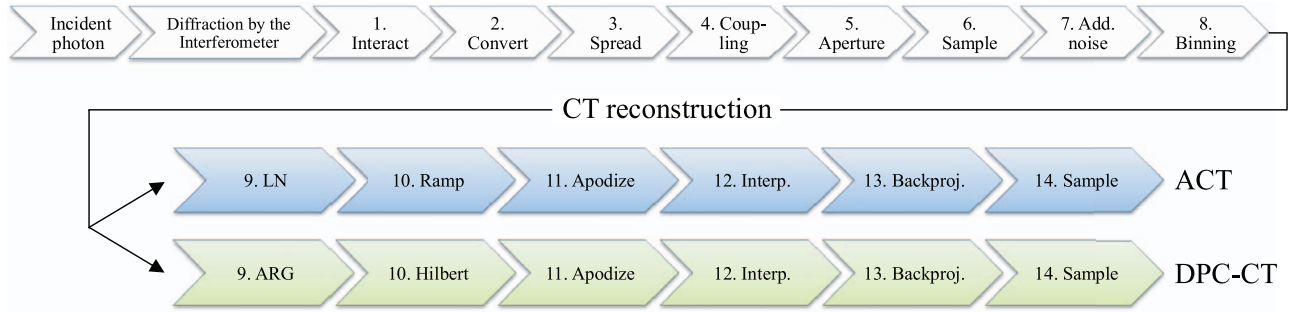 Incident
photon
Diffraction by the
Interferometer
1.
Interact
2.
Convert
3.
Spread
4. Coup-
ling
5.
Aperture
6.
Sample
7. Add.
noise
8.
Binning
CT reconstruction
9. LN
10. Ramp
11. Apodize
12. Interp.
13. Backproj.
14. Sample
ACT
9. ARG
10. Hilbert
11. Apodize
12. Interp.
13. Backproj.
14. Sample
DPC-CT